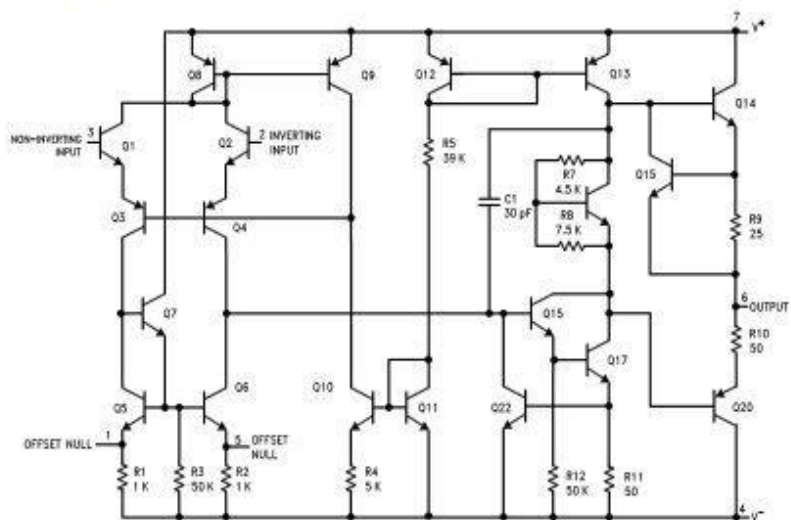 7
V+
Q8
Q9
Q12
Q13
Q14
NON-INVERTING INPUT
3
Q1
Q2
2
INVERTING INPUT
R5
39 K
R7
4.5 K
Q15
Q3
Q4
C1
30 pF
R8
7.5 K
R9
25
Q7
6
OUTPUT
Q15
R10
50
Q17
Q6
Q5
Q10
Q11
Q22
Q20
OFFSET NULL
1
5
OFFSET NULL
R1
1 K
R3
50 K
R2
1 K
R4
5 K
R12
50 K
R11
50
4
V-